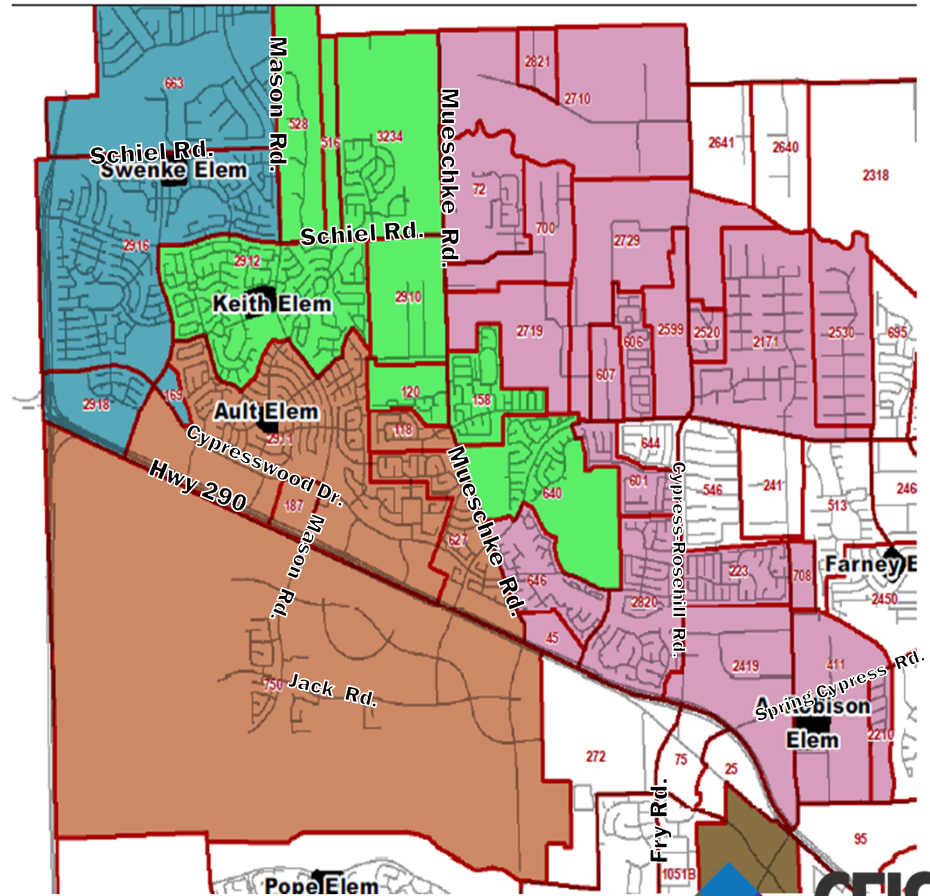 2821
663
2710
Mason Rd.
528
516
3234
Mueschke Rd.
2641
2640
2318
Schiel Rd.
Swenke Elem
72
700
2916
Schiel Rd.
2729
2912
Keith Elem
2910
2719
606
2599
2520
2171
2530
695
607
2918
169
120
158
Ault Elem
2911
118
Cypresswood Dr.
644
Hwy 290
187
Mueschke Rd.
640
601
Cypress-Rosehill Rd.
546
241
246
513
Mason Rd.
627
646
223
708
Farney E
2450
2820
45
2419
411
Spring Cypress Rd.
750
Jack Rd.
Elem
2210
272
75
25
Fry Rd.
95
1051B
Pope Elem